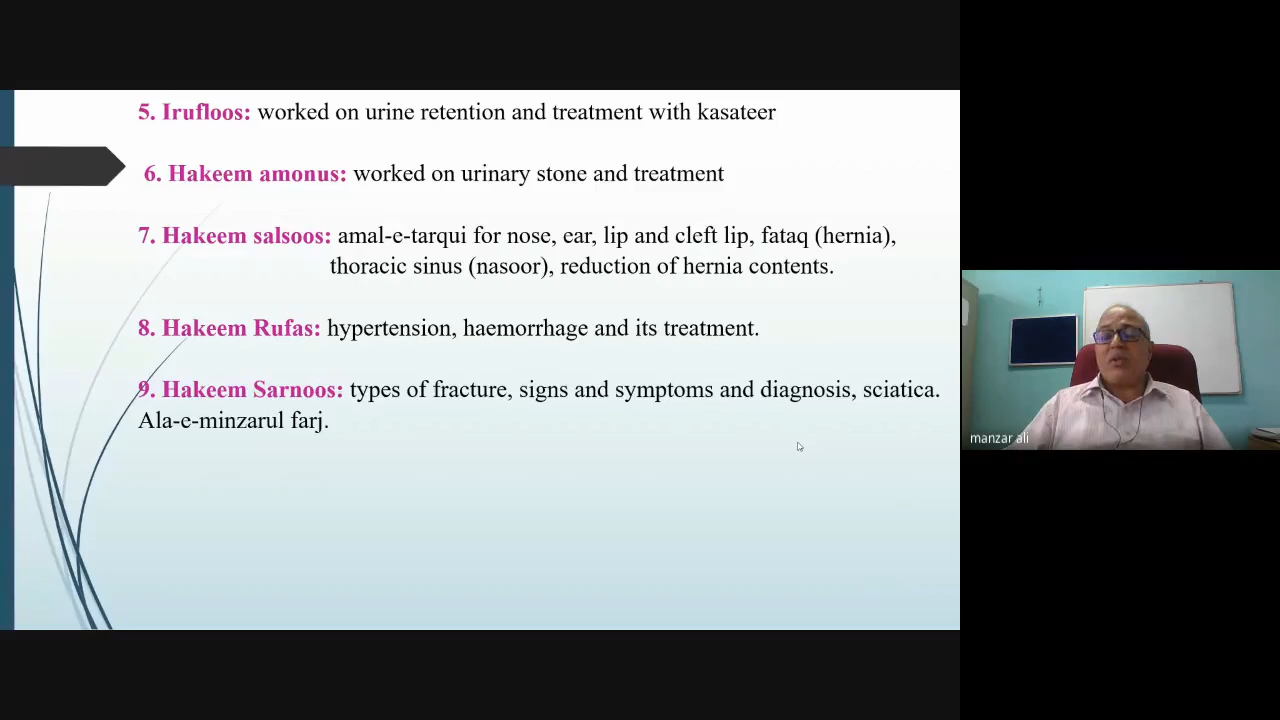 5. Irufloos: worked on urine retention and treatment with kasateer
6. Hakeem amonus: worked on urinary stone and treatment
7. Hakeem salsoos: amal-e-tarqui for nose, ear, lip and cleft lip, fataq (hernia),
thoracic sinus (nasoor), reduction of hernia contents.
8. Hakeem Rufas: hypertension, haemorrhage and its treatment.
9. Hakeem Sarnoos: types of fracture, signs and symptoms and diagnosis, sciatica.
Ala-e-minzarul farj.
manzar ali